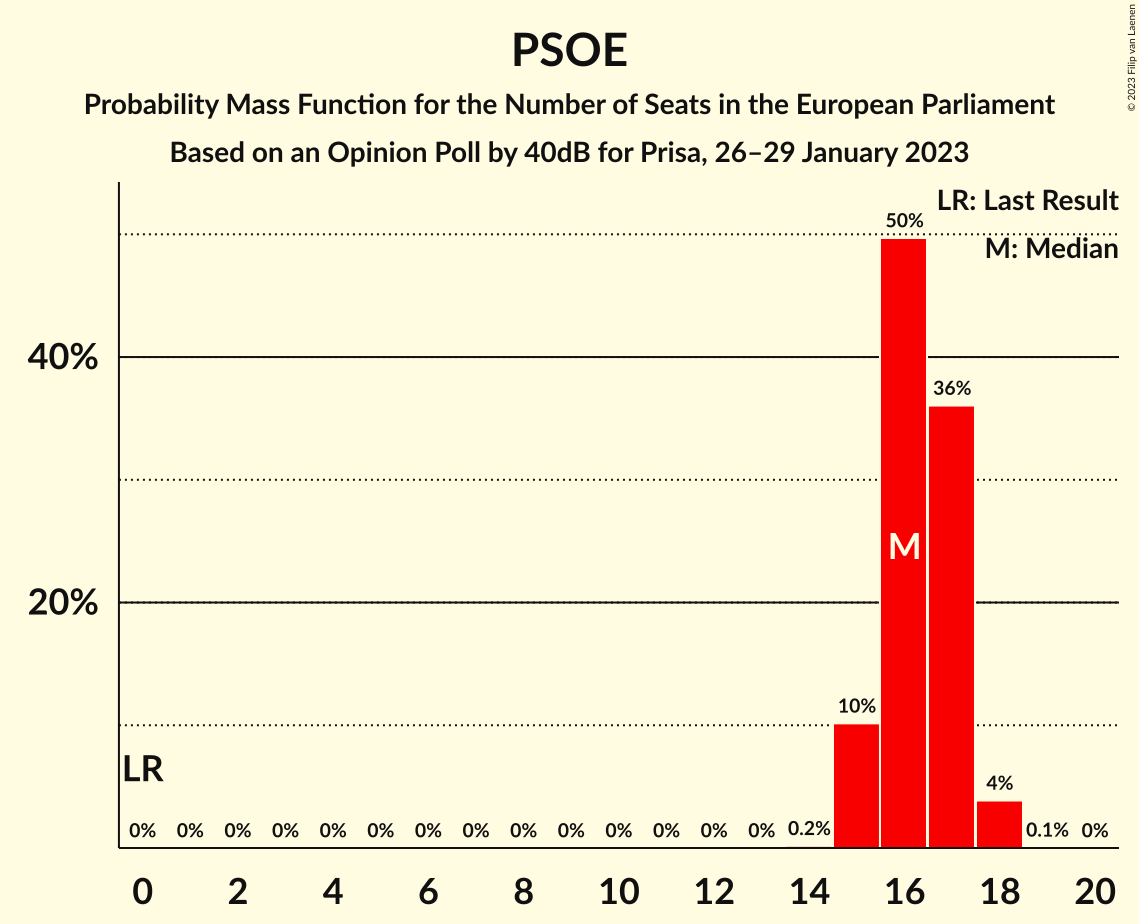 PSOE
Probability Mass Function for the Number of Seats in the European Parliament
Based on an Opinion Poll by 40dB for Prisa, 26–29 January 2023
© 2023 Filip van Laenen
LR: Last Result
M: Median
50%
40%
36%
M
20%
10%
LR
4%
0% 0% 0% 0% 0% 0% 0% 0% 0% 0% 0% 0% 0% 0% 0.2% 0.1% 0%
0 2 4 6 8 10 12 14 16 18 20